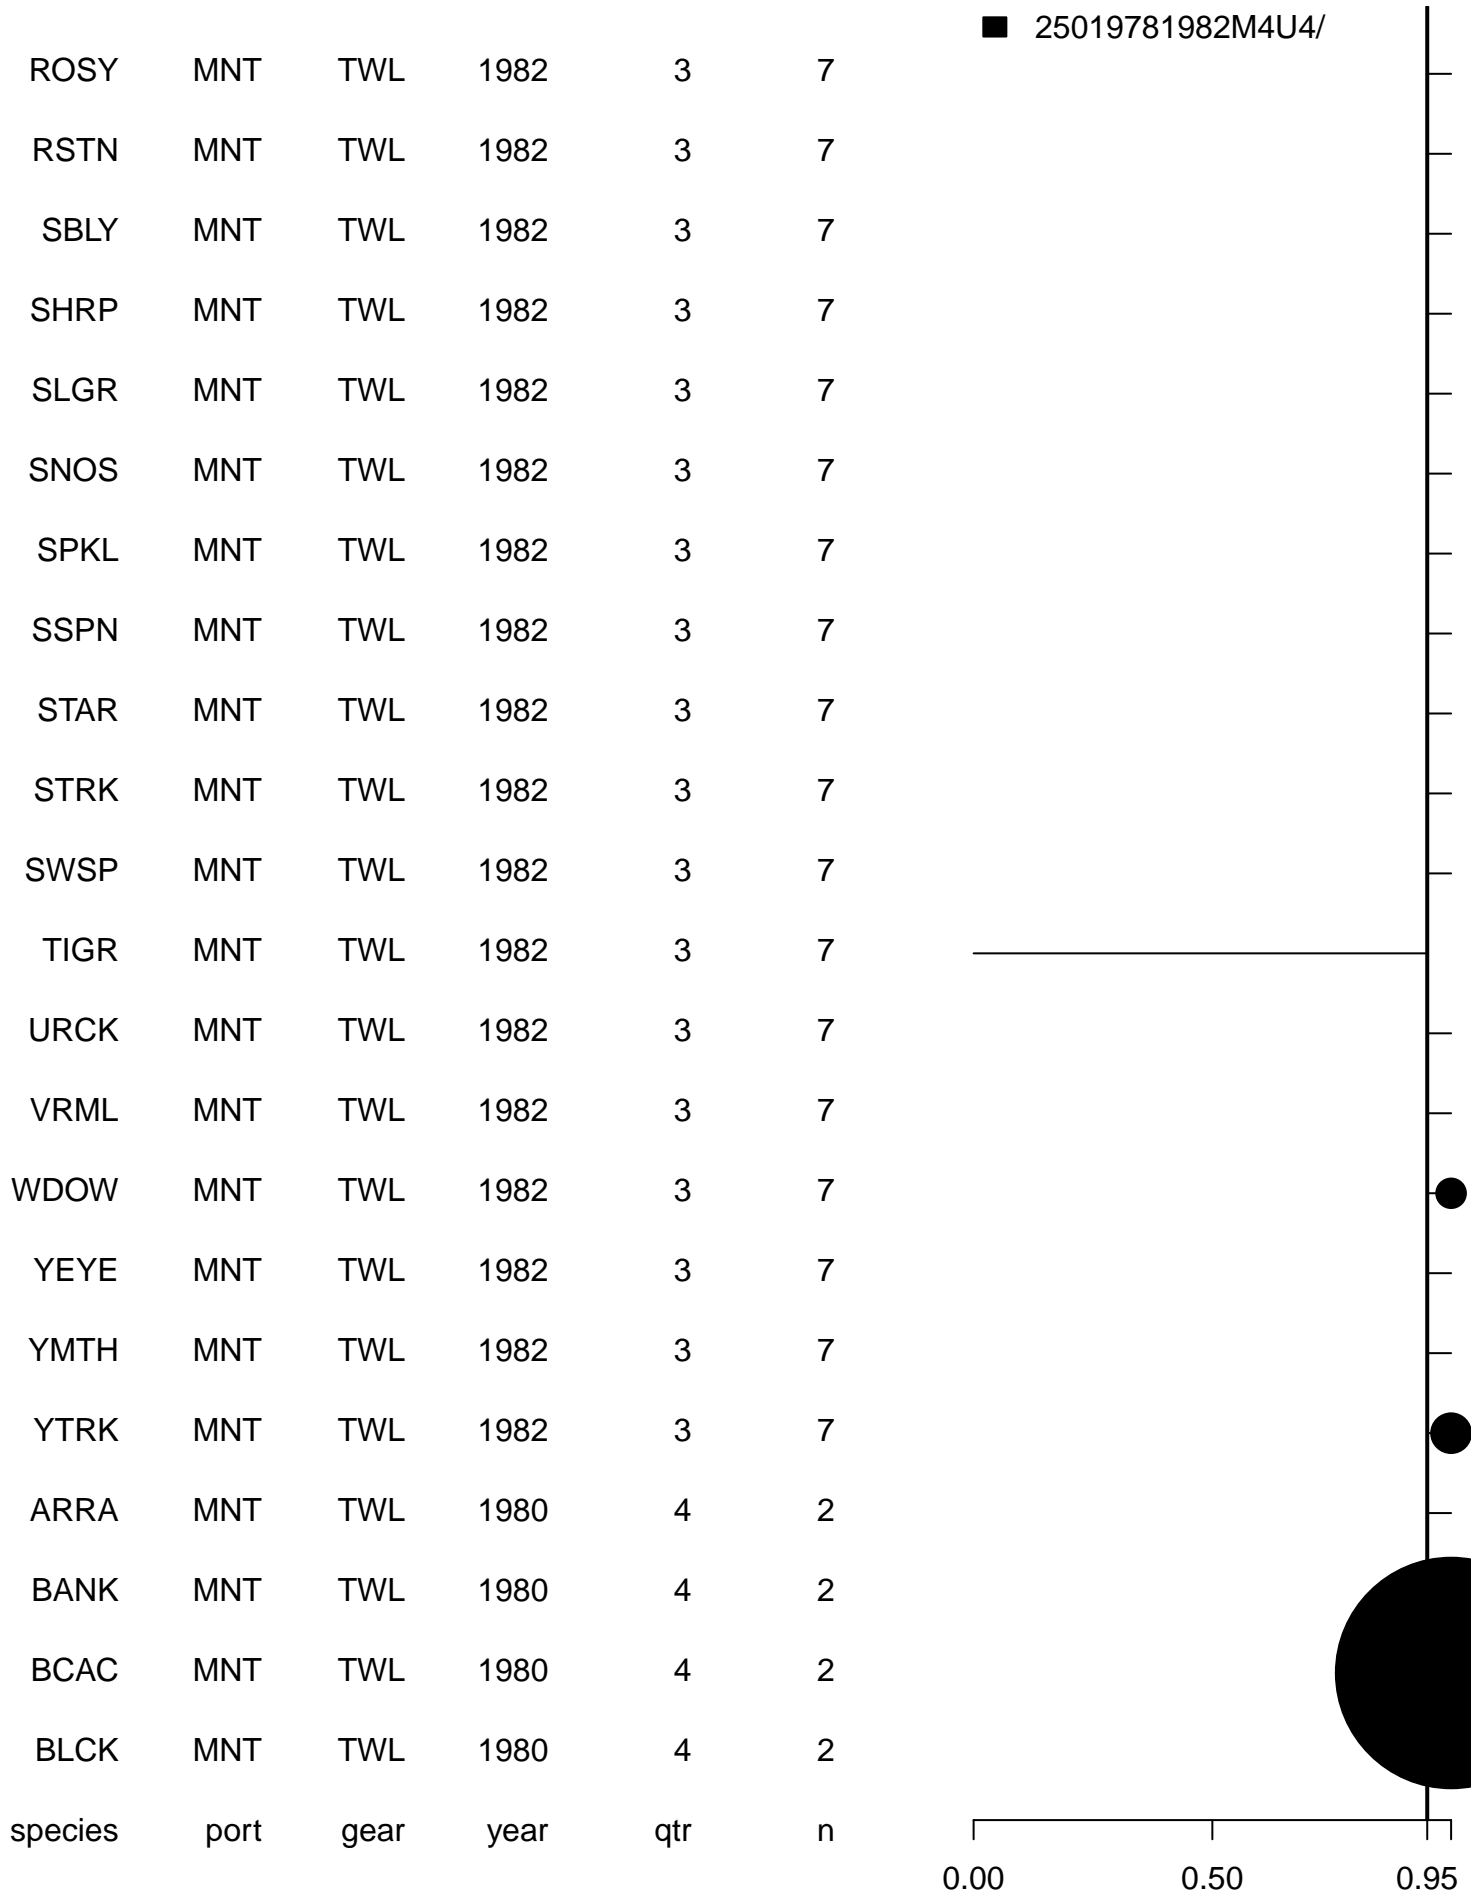 25019781982M4U4/
ROSY MNT TWL 1982 3 7
RSTN MNT TWL 1982 3 7
SBLY MNT TWL 1982 3 7
SHRP MNT TWL 1982 3 7
SLGR MNT TWL 1982 3 7
SNOS MNT TWL 1982 3 7
SPKL MNT TWL 1982 3 7
SSPN MNT TWL 1982 3 7
STAR MNT TWL 1982 3 7
STRK MNT TWL 1982 3 7
SWSP MNT TWL 1982 3 7
TIGR MNT TWL 1982 3 7
URCK MNT TWL 1982 3 7
VRML MNT TWL 1982 3 7
WDOW MNT TWL 1982 3 7
YEYE MNT TWL 1982 3 7
YMTH MNT TWL 1982 3 7
YTRK MNT TWL 1982 3 7
ARRA MNT TWL 1980 4 2
BANK MNT TWL 1980 4 2
BCAC MNT TWL 1980 4 2
BLCK MNT TWL 1980 4 2
species port gear year qtr n
0.00 0.50 0.95